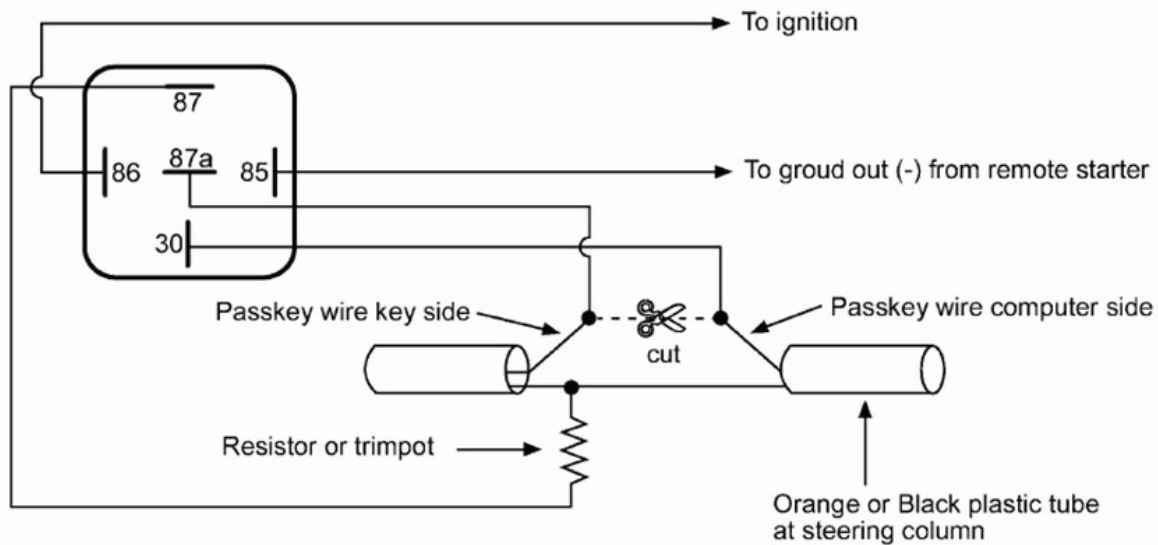 To ignition
87
86
87a
85
To groud out (-) from remote starter
30
Passkey wire key side
Passkey wire computer side
cut
Resistor or trimpot
Orange or Black plastic tube
at steering column